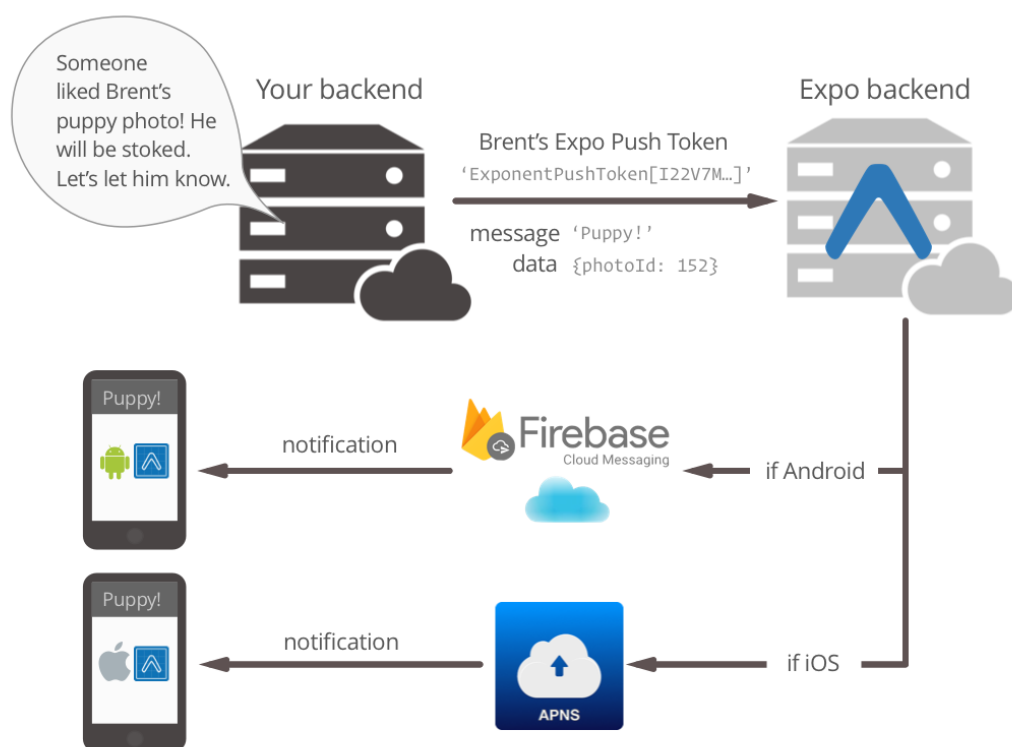 Someone
liked Brent’s
puppy photo! He
will be stoked.
Let’s let him know.
Your backend
Expo backend
Brent’s Expo Push Token
‘ExponentPushToken[I22V7M…]’
message ‘Puppy!’
data {photoId: 152}
Puppy!
notification
Firebase
Cloud Messaging
if Android
Puppy!
notification
APNS
if iOS